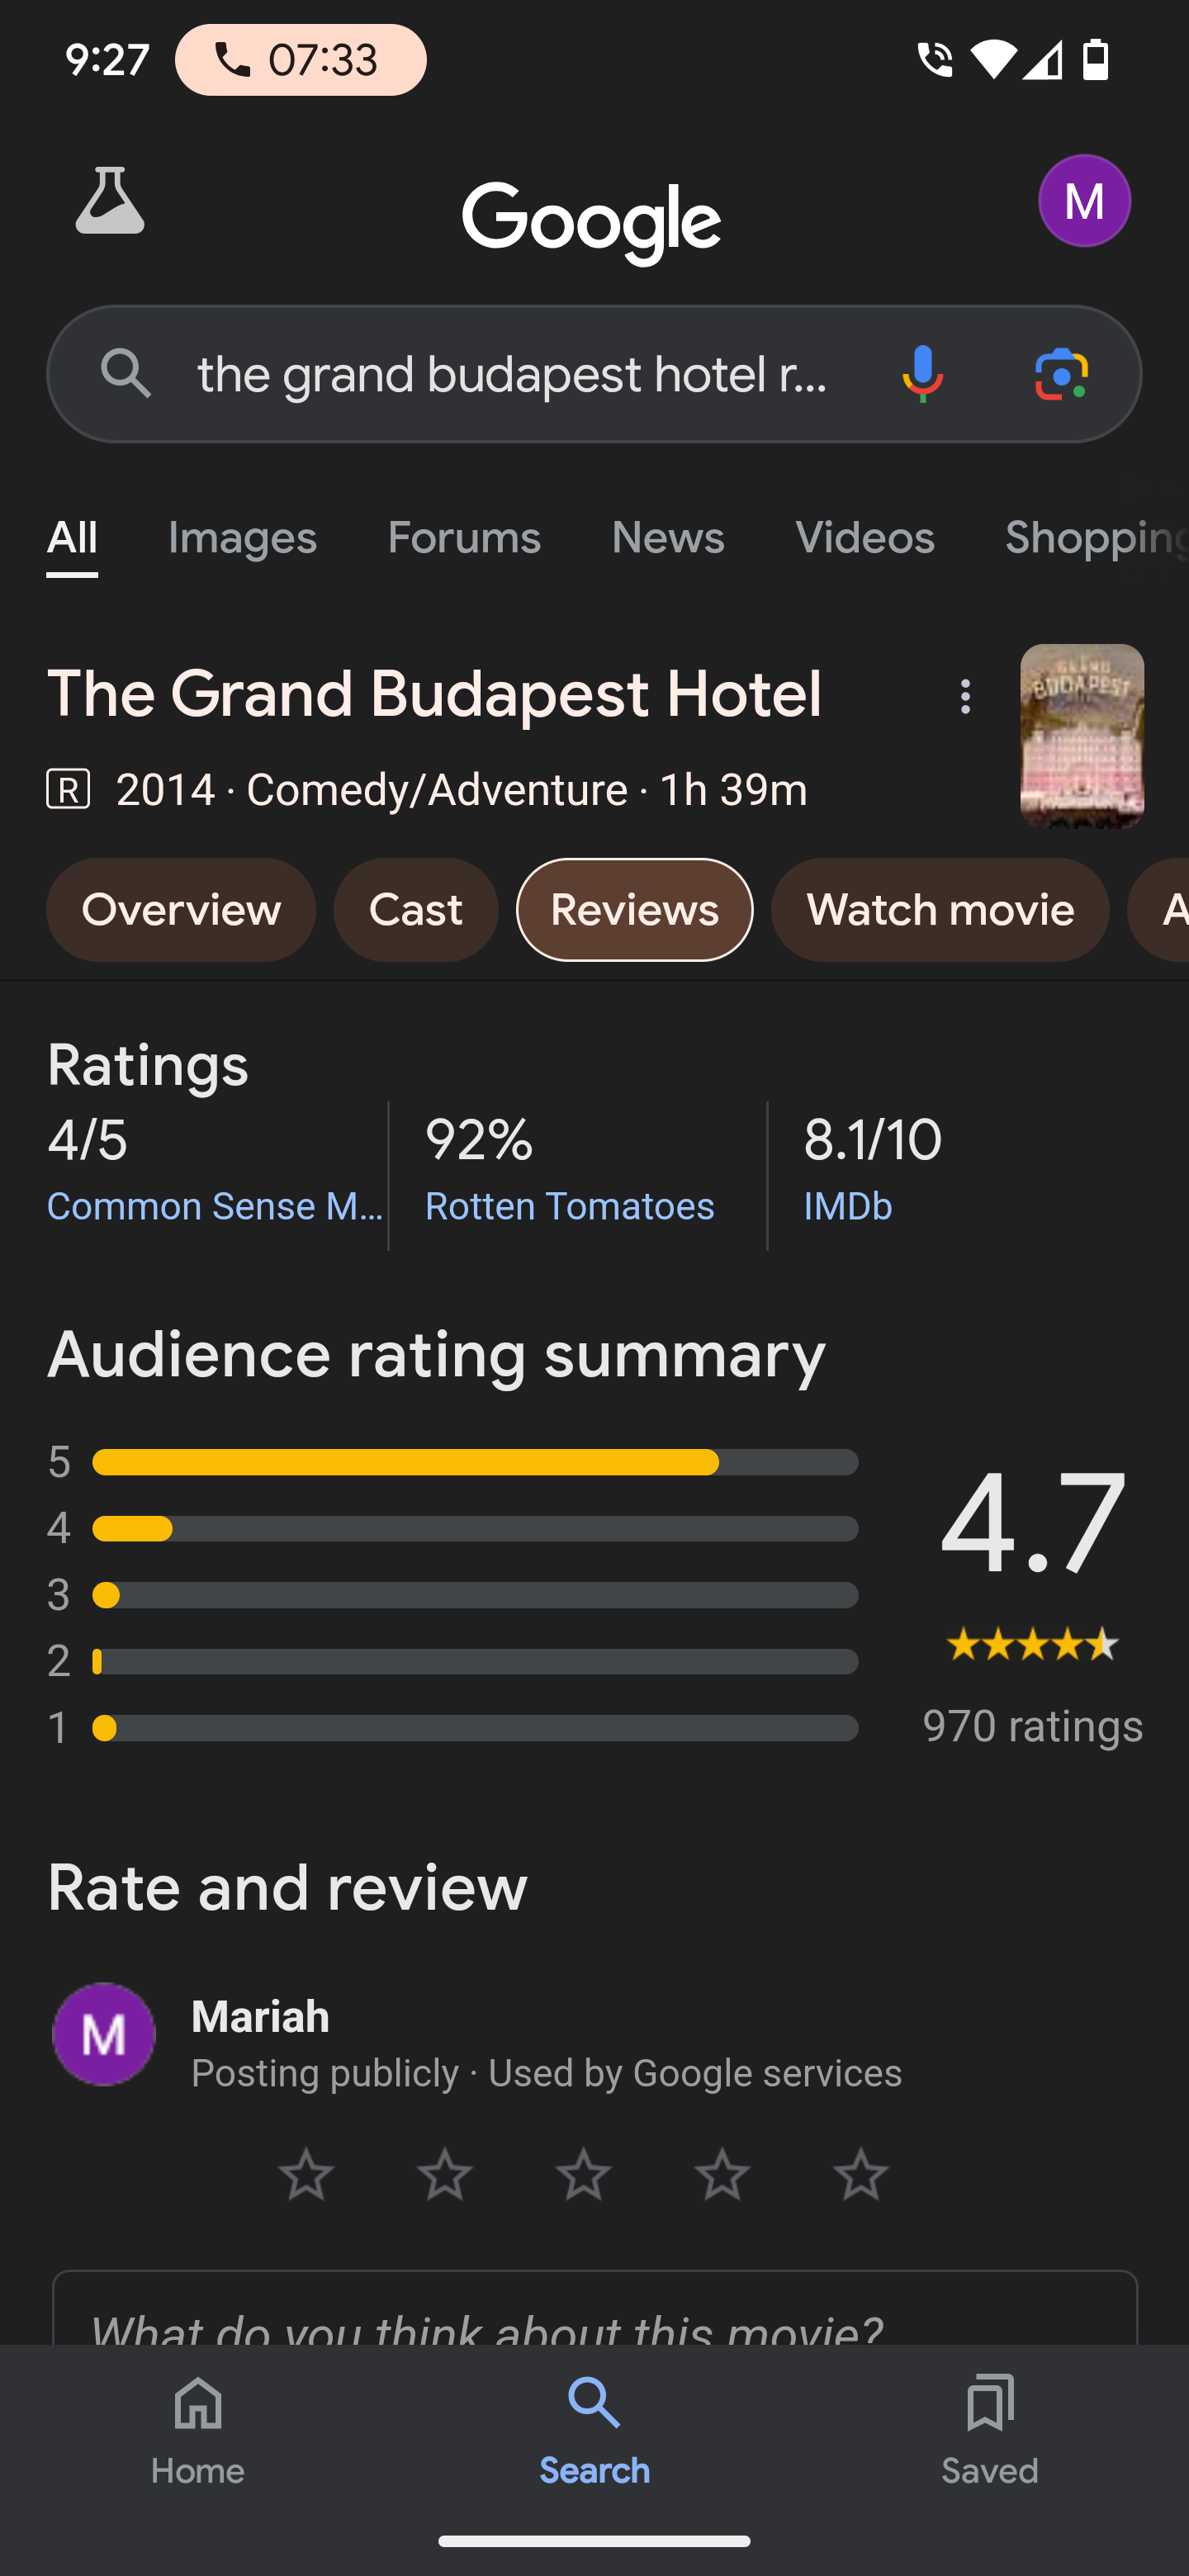 9:27 07:33
Google
M
the grand budapest hotel r...
All Images Forums News Videos Shopping
The Grand Budapest Hotel
R 2014 · Comedy/Adventure · 1h 39m
BUDAPEST
Overview Cast Reviews Watch movie A
Ratings
4/5 92% 8.1/10
Common Sense M... Rotten Tomatoes IMDb
Audience rating summary
5
4
3
2
1
4.7
970 ratings
Rate and review
M
Mariah
Posting publicly · Used by Google services
What do you think about this movie?
Home Search Saved